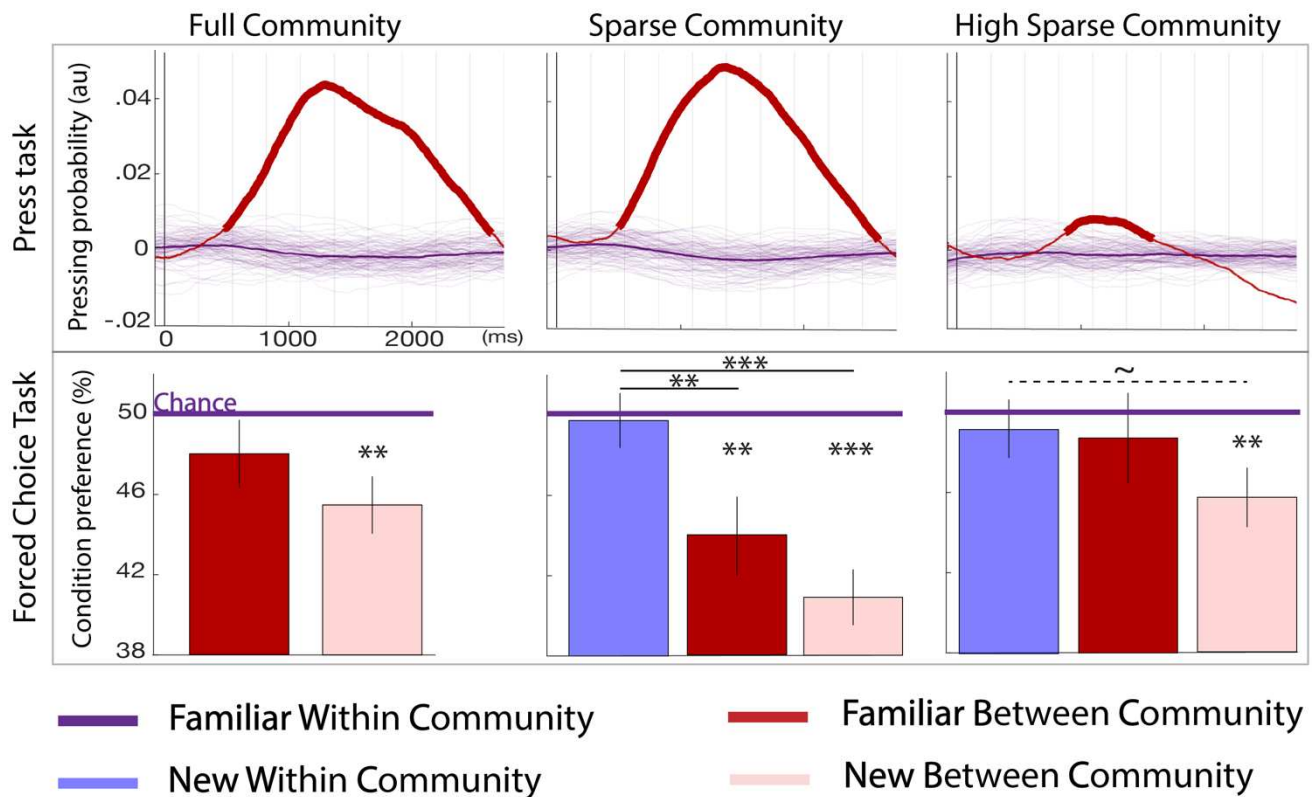 Full Community
Sparse Community
High Sparse Community
Press task
Pressing probability (au)
.04
.02
0
-.02
0 1000 2000 (ms)
Forced Choice Task
Condition preference (%)
50
46
42
38
Chance
**
***
**
**
***
~
**
Familiar Within Community
Familiar Between Community
New Within Community
New Between Community